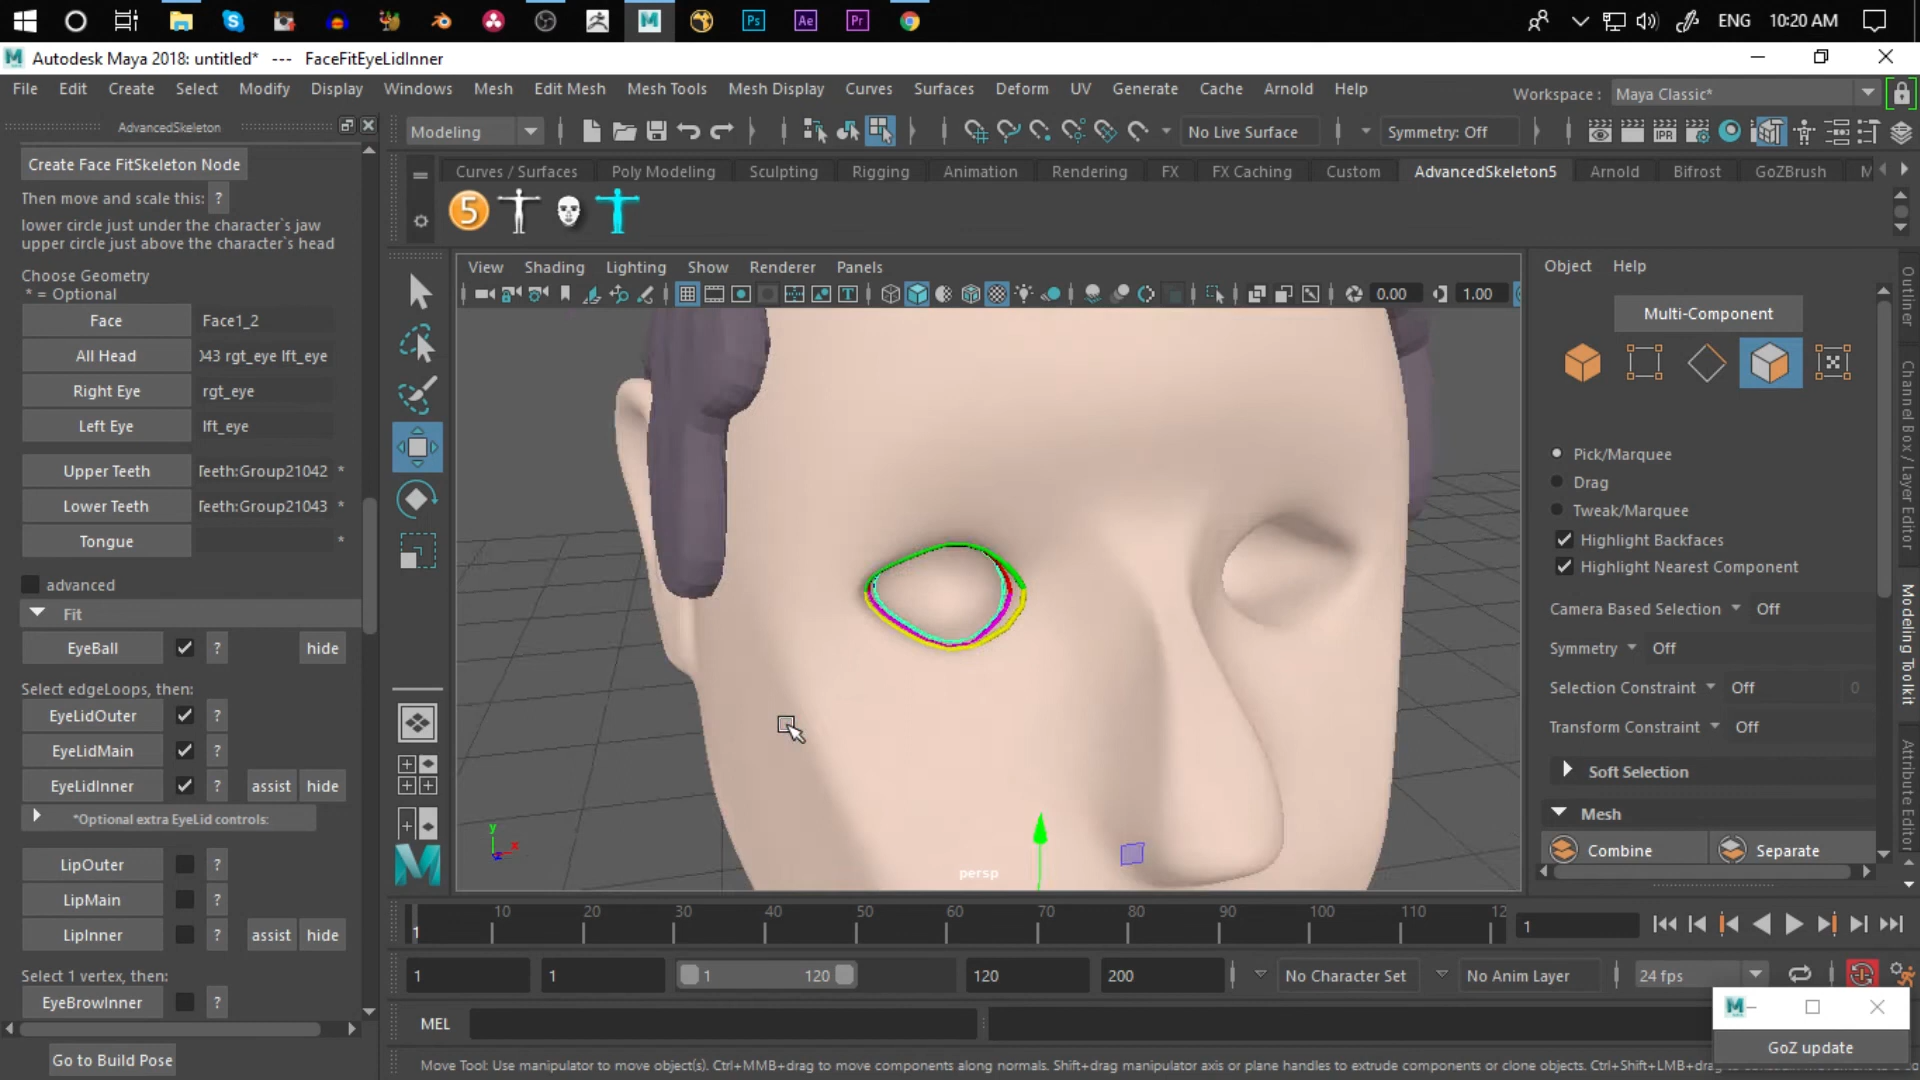 Ps
Ae
Pr
ENG
10:20 AM
Autodesk Maya 2018: untitled* --- FaceFitEyeLidInner
File Edit Create Select Modify Display Windows Mesh Edit Mesh Mesh Tools Mesh Display Curves Surfaces Deform UV Generate Cache Arnold Help
Workspace : Maya Classic*
AdvancedSkeleton
Modeling
No Live Surface
Symmetry: Off
IPR
Curves / Surfaces Poly Modeling Sculpting Rigging Animation Rendering FX FX Caching Custom AdvancedSkeleton5 Arnold Bifrost GoZBrush M
5
Create Face FitSkeleton Node
Then move and scale this: ?
lower circle just under the character`s jaw
upper circle just above the character`s head
Choose Geometry
* = Optional
Face Face1_2
All Head )43 rgt_eye lft_eye
Right Eye rgt_eye
Left Eye lft_eye
Upper Teeth Teeth:Group21042 *
Lower Teeth Teeth:Group21043 *
Tongue *
advanced
Fit
EyeBall ? hide
Select edgeLoops, then:
EyeLidOuter ?
EyeLidMain ?
EyeLidInner ? assist hide
*Optional extra EyeLid controls:
LipOuter ?
LipMain ?
LipInner ? assist hide
Select 1 vertex, then:
EyeBrowInner ?
Go to Build Pose
View Shading Lighting Show Renderer Panels
0.00 1.00
y
x
persp
Object Help
Multi-Component
Pick/Marquee
Drag
Tweak/Marquee
Highlight Backfaces
Highlight Nearest Component
Camera Based Selection Off
Symmetry Off
Selection Constraint Off 0
Transform Constraint Off
Soft Selection
Mesh
Combine Separate
Outliner
Channel Box / Layer Editor
Modeling Toolkit
Attribute Editor
1 10 20 30 40 50 60 70 80 90 100 110 12
1
1 1 1 120 120 200 No Character Set No Anim Layer 24 fps
MEL
GoZ update
Move Tool: Use manipulator to move object(s). Ctrl+MMB+drag to move components along normals. Shift+drag manipulator axis or plane handles to extrude components or clone objects. Ctrl+Shift+LMB+drag